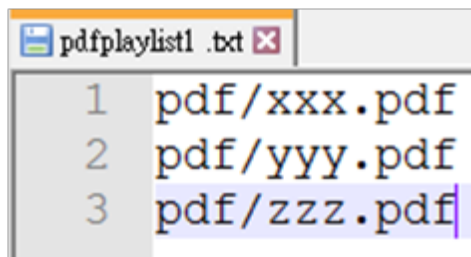 pdfplaylist1 .txt
1 pdf/xxx.pdf
2 pdf/yyy.pdf
3 pdf/zzz.pdf